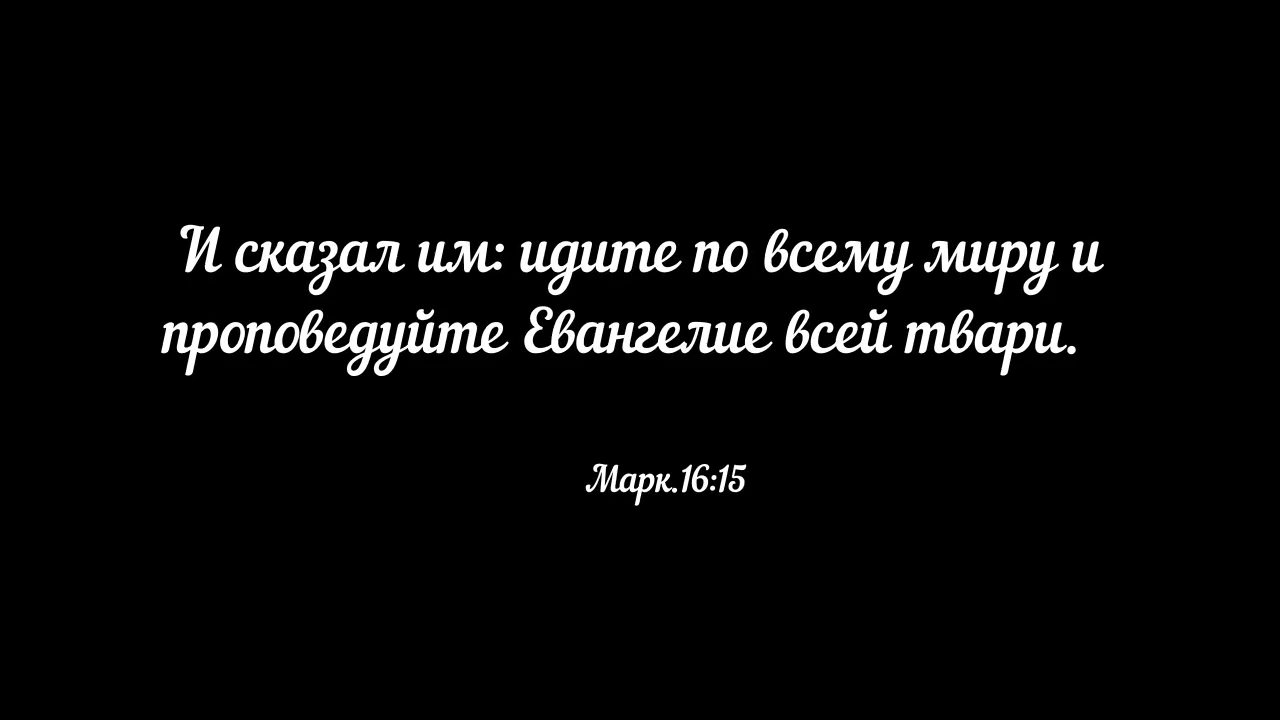 И сказал им: идите по всему миру и
проповедуйте Евангелие всей твари.
Марк.16:15